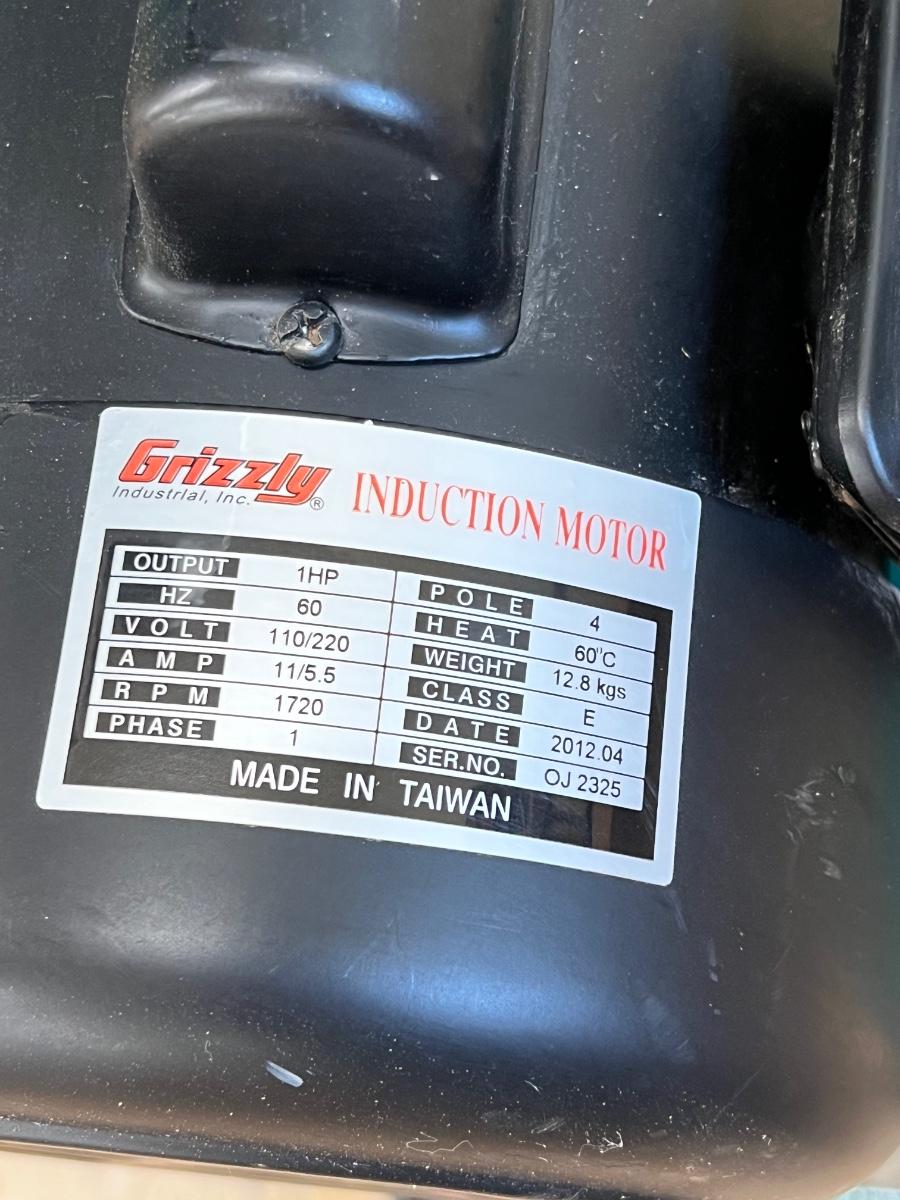 Grizzly
Industrial, Inc.®
INDUCTION MOTOR
OUTPUT 1HP
HZ 60
VOLT 110/220
AMP 11/5.5
RPM 1720
PHASE 1
POLE 4
HEAT 60°C
WEIGHT 12.8 kgs
CLASS E
DATE 2012.04
SER.NO. OJ 2325
MADE IN TAIWAN